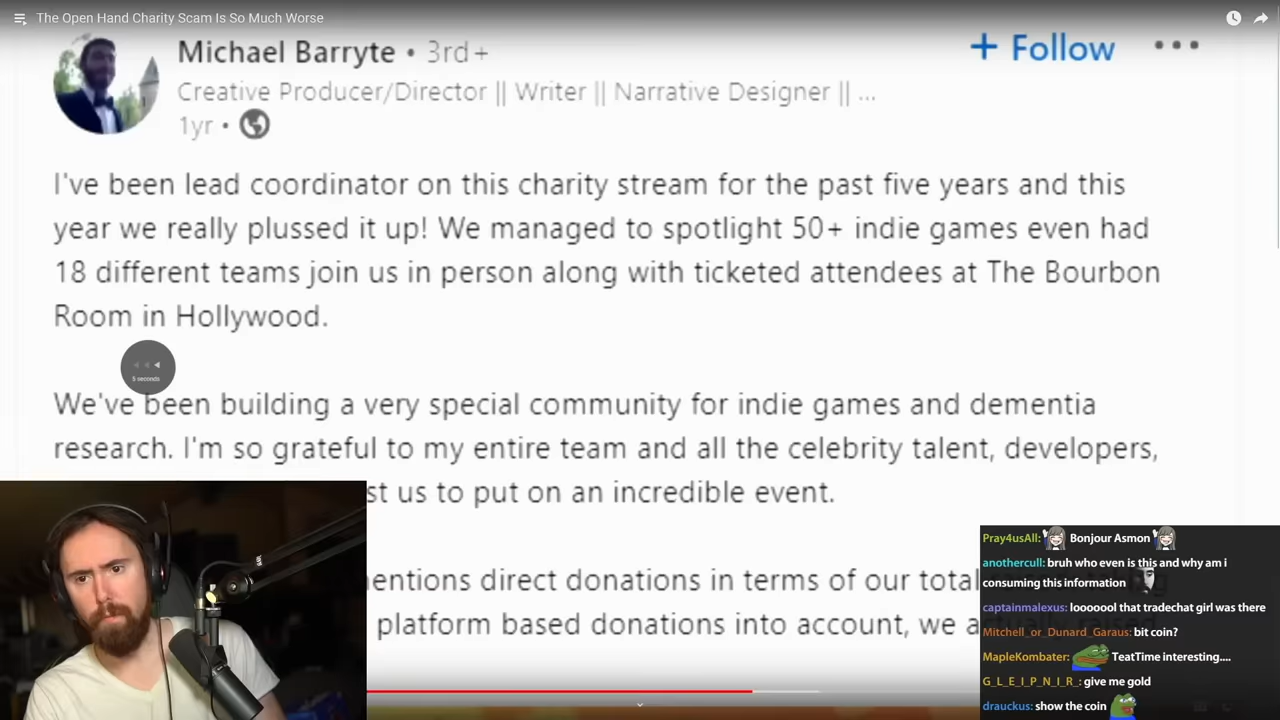 The Open Hand Charity Scam Is So Much Worse
Michael Barryte • 3rd+
+ Follow
Creative Producer/Director || Writer || Narrative Designer || ...
1yr •
I've been lead coordinator on this charity stream for the past five years and this
year we really plussed it up! We managed to spotlight 50+ indie games even had
18 different teams join us in person along with ticketed attendees at The Bourbon
Room in Hollywood.
5 seconds
We've been building a very special community for indie games and dementia
research. I'm so grateful to my entire team and all the celebrity talent, developers,
us to put on an incredible event.
direct donations in terms of our total
platform based donations into account, we
Pray4usAll: Bonjour Asmon
anothercull: bruh who even is this and why am i
consuming this information
captainmalexus: looooool that tradechat girl was there
Mitchell_or_Dunard_Garaus: bit coin?
MapleKombater: TeatTime interesting....
G_L_E_I_P_N_I_R_: give me gold
drauckus: show the coin